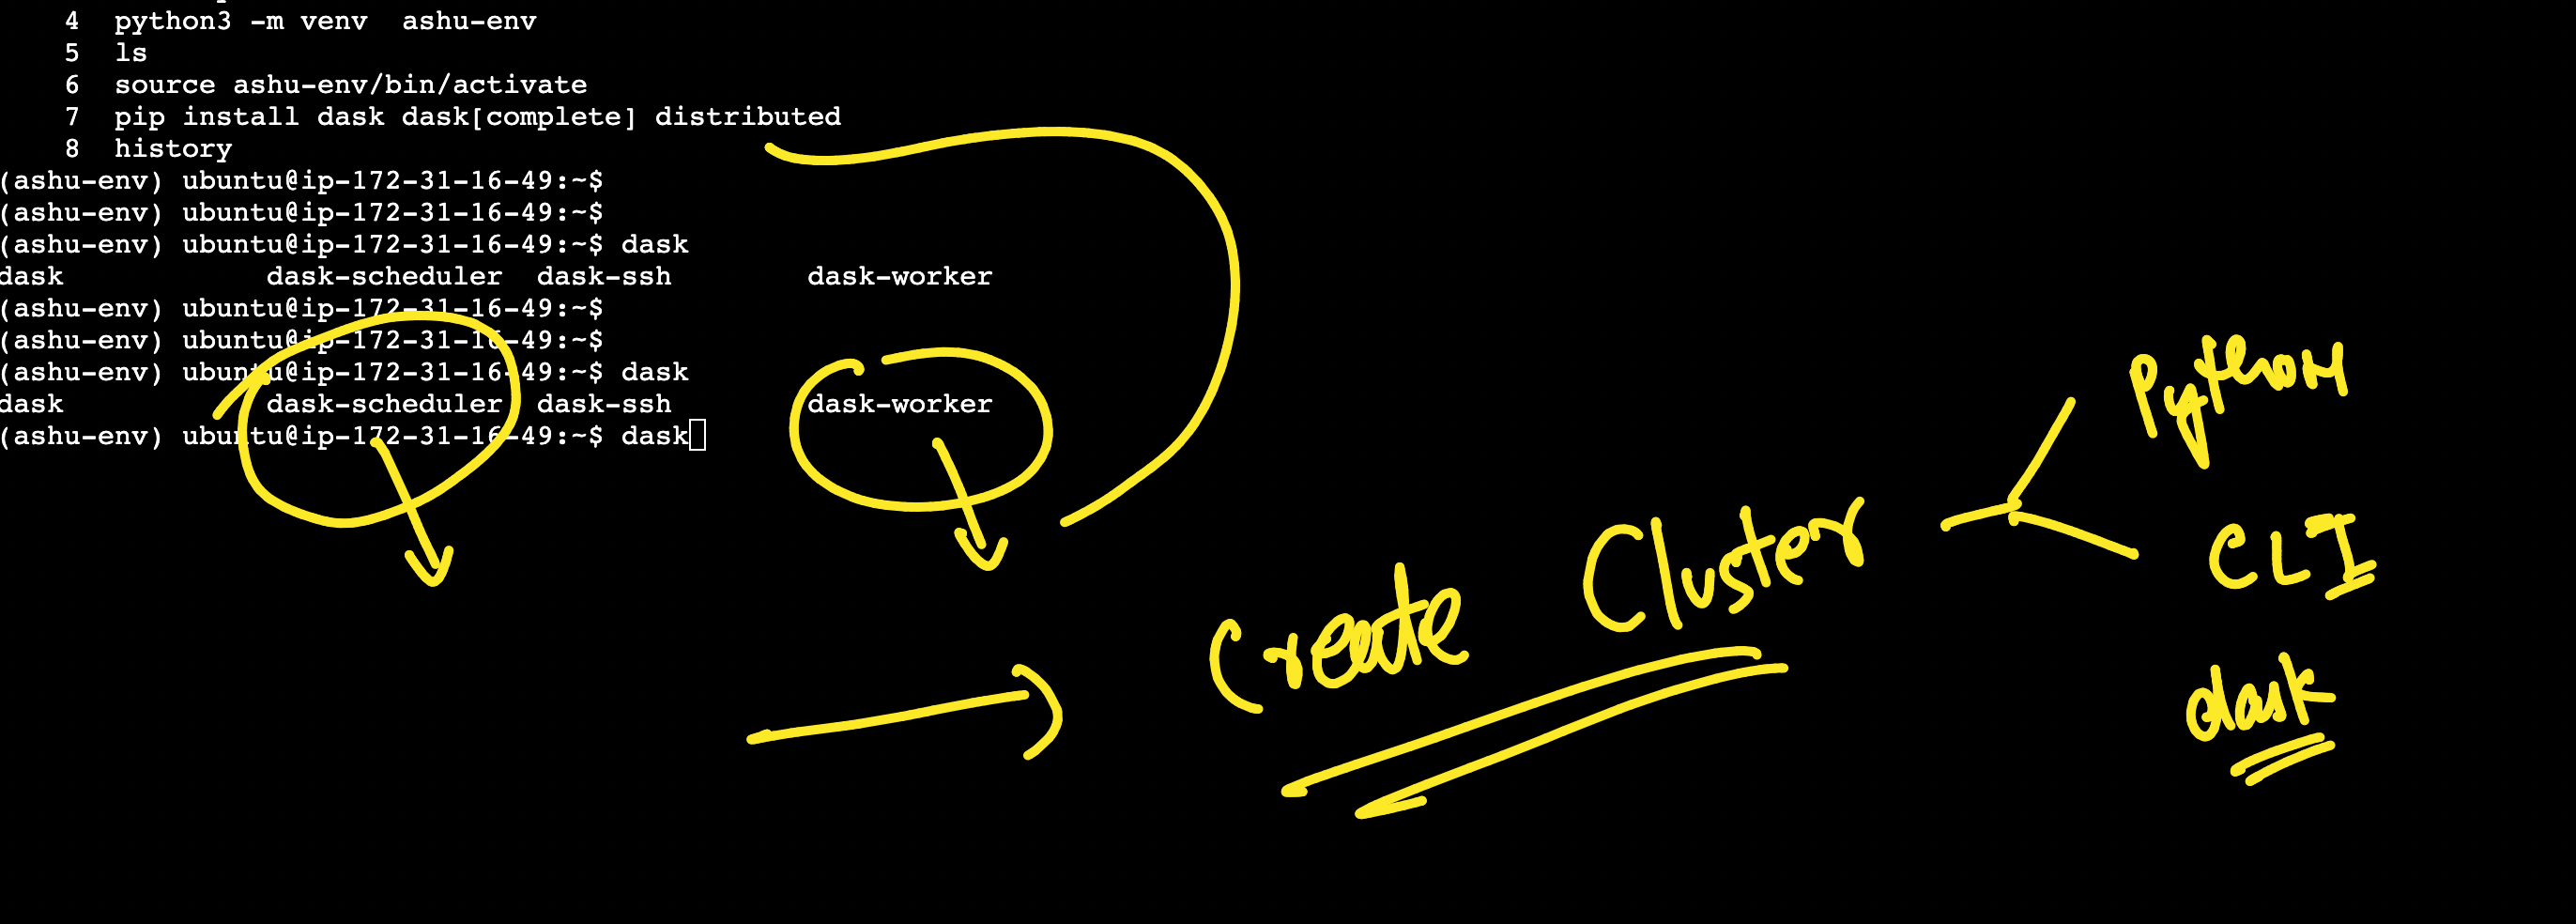 4 python3 -m venv ashu-env
5 ls
6 source ashu-env/bin/activate
7 pip install dask dask[complete] distributed
8 history
(ashu-env) ubuntu@ip-172-31-16-49:~$
(ashu-env) ubuntu@ip-172-31-16-49:~$
(ashu-env) ubuntu@ip-172-31-16-49:~$ dask
dask dask-scheduler dask-ssh dask-worker
(ashu-env) ubuntu@ip-172-31-16-49:~$
(ashu-env) ubuntu@ip-172-31-16-49:~$
(ashu-env) ubuntu@ip-172-31-16-49:~$ dask
dask dask-scheduler dask-ssh dask-worker
(ashu-env) ubuntu@ip-172-31-16-49:~$ dask
Create Cluster
Python
CLI
dask